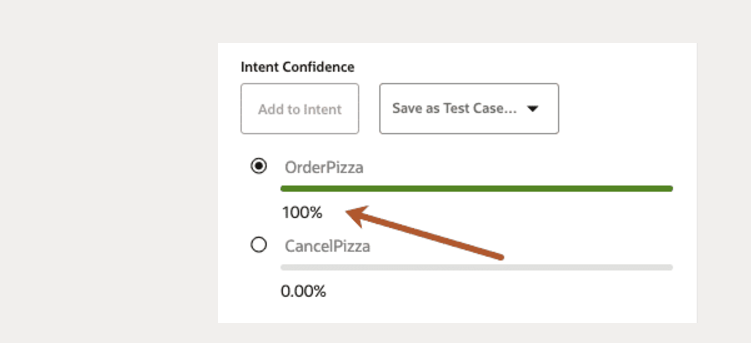 Intent Confidence
Add to Intent
Save as Test Case...
OrderPizza
100%
CancelPizza
0.00%